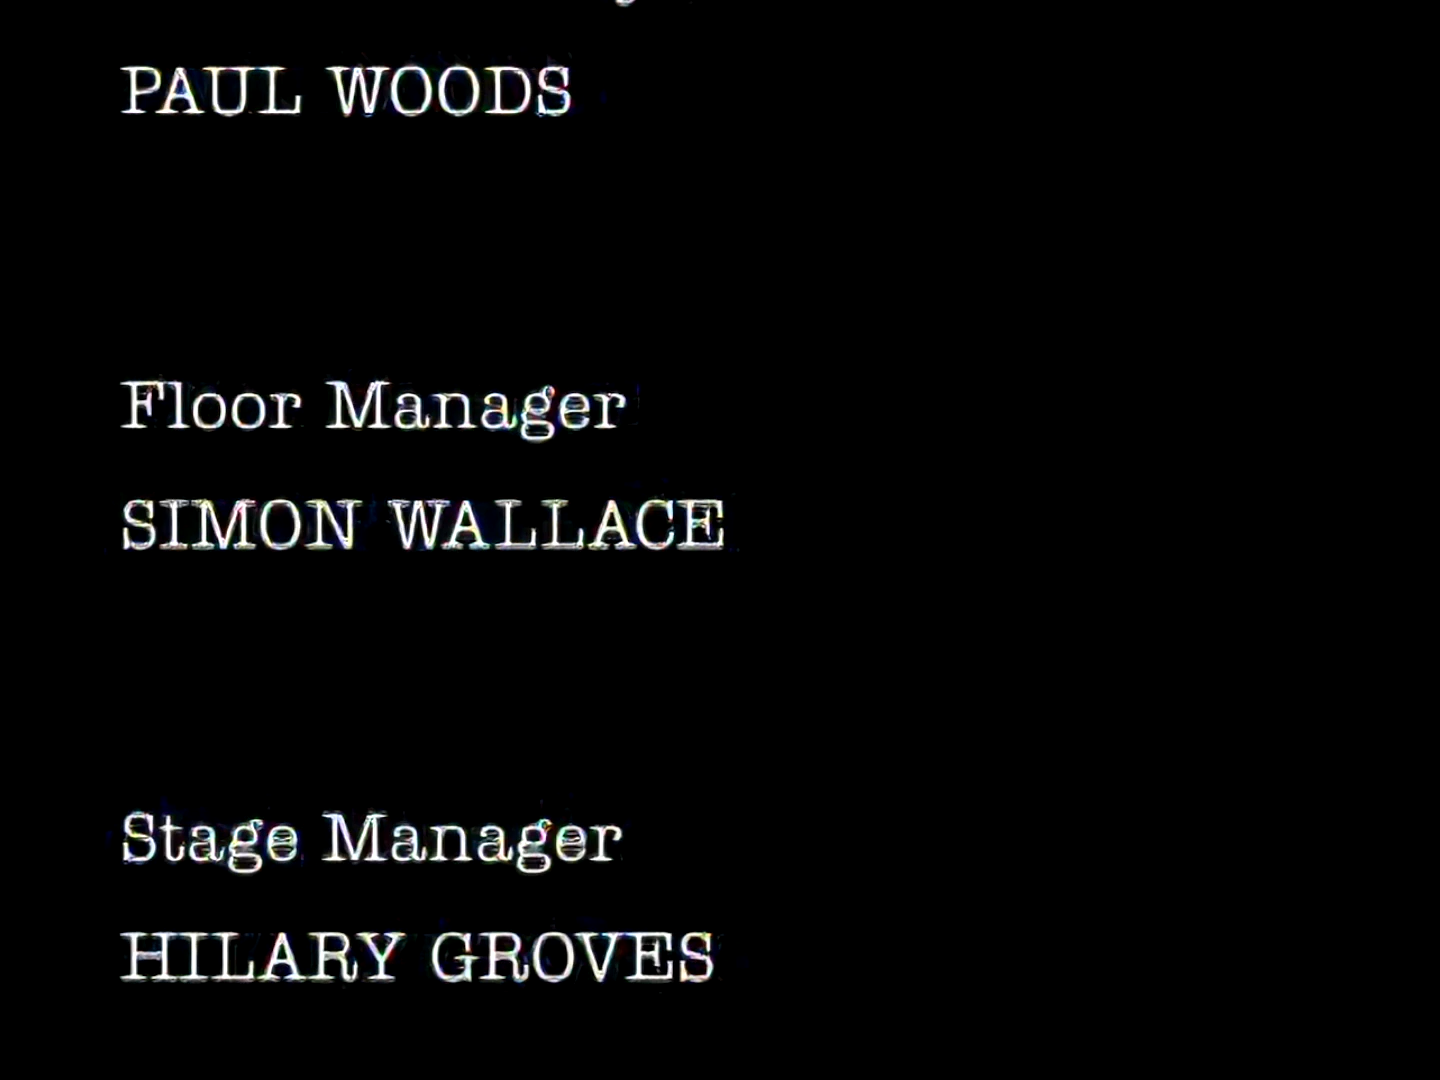 PAUL WOODS
Floor Manager
SIMON WALLACE
Stage Manager
HILARY GROVES